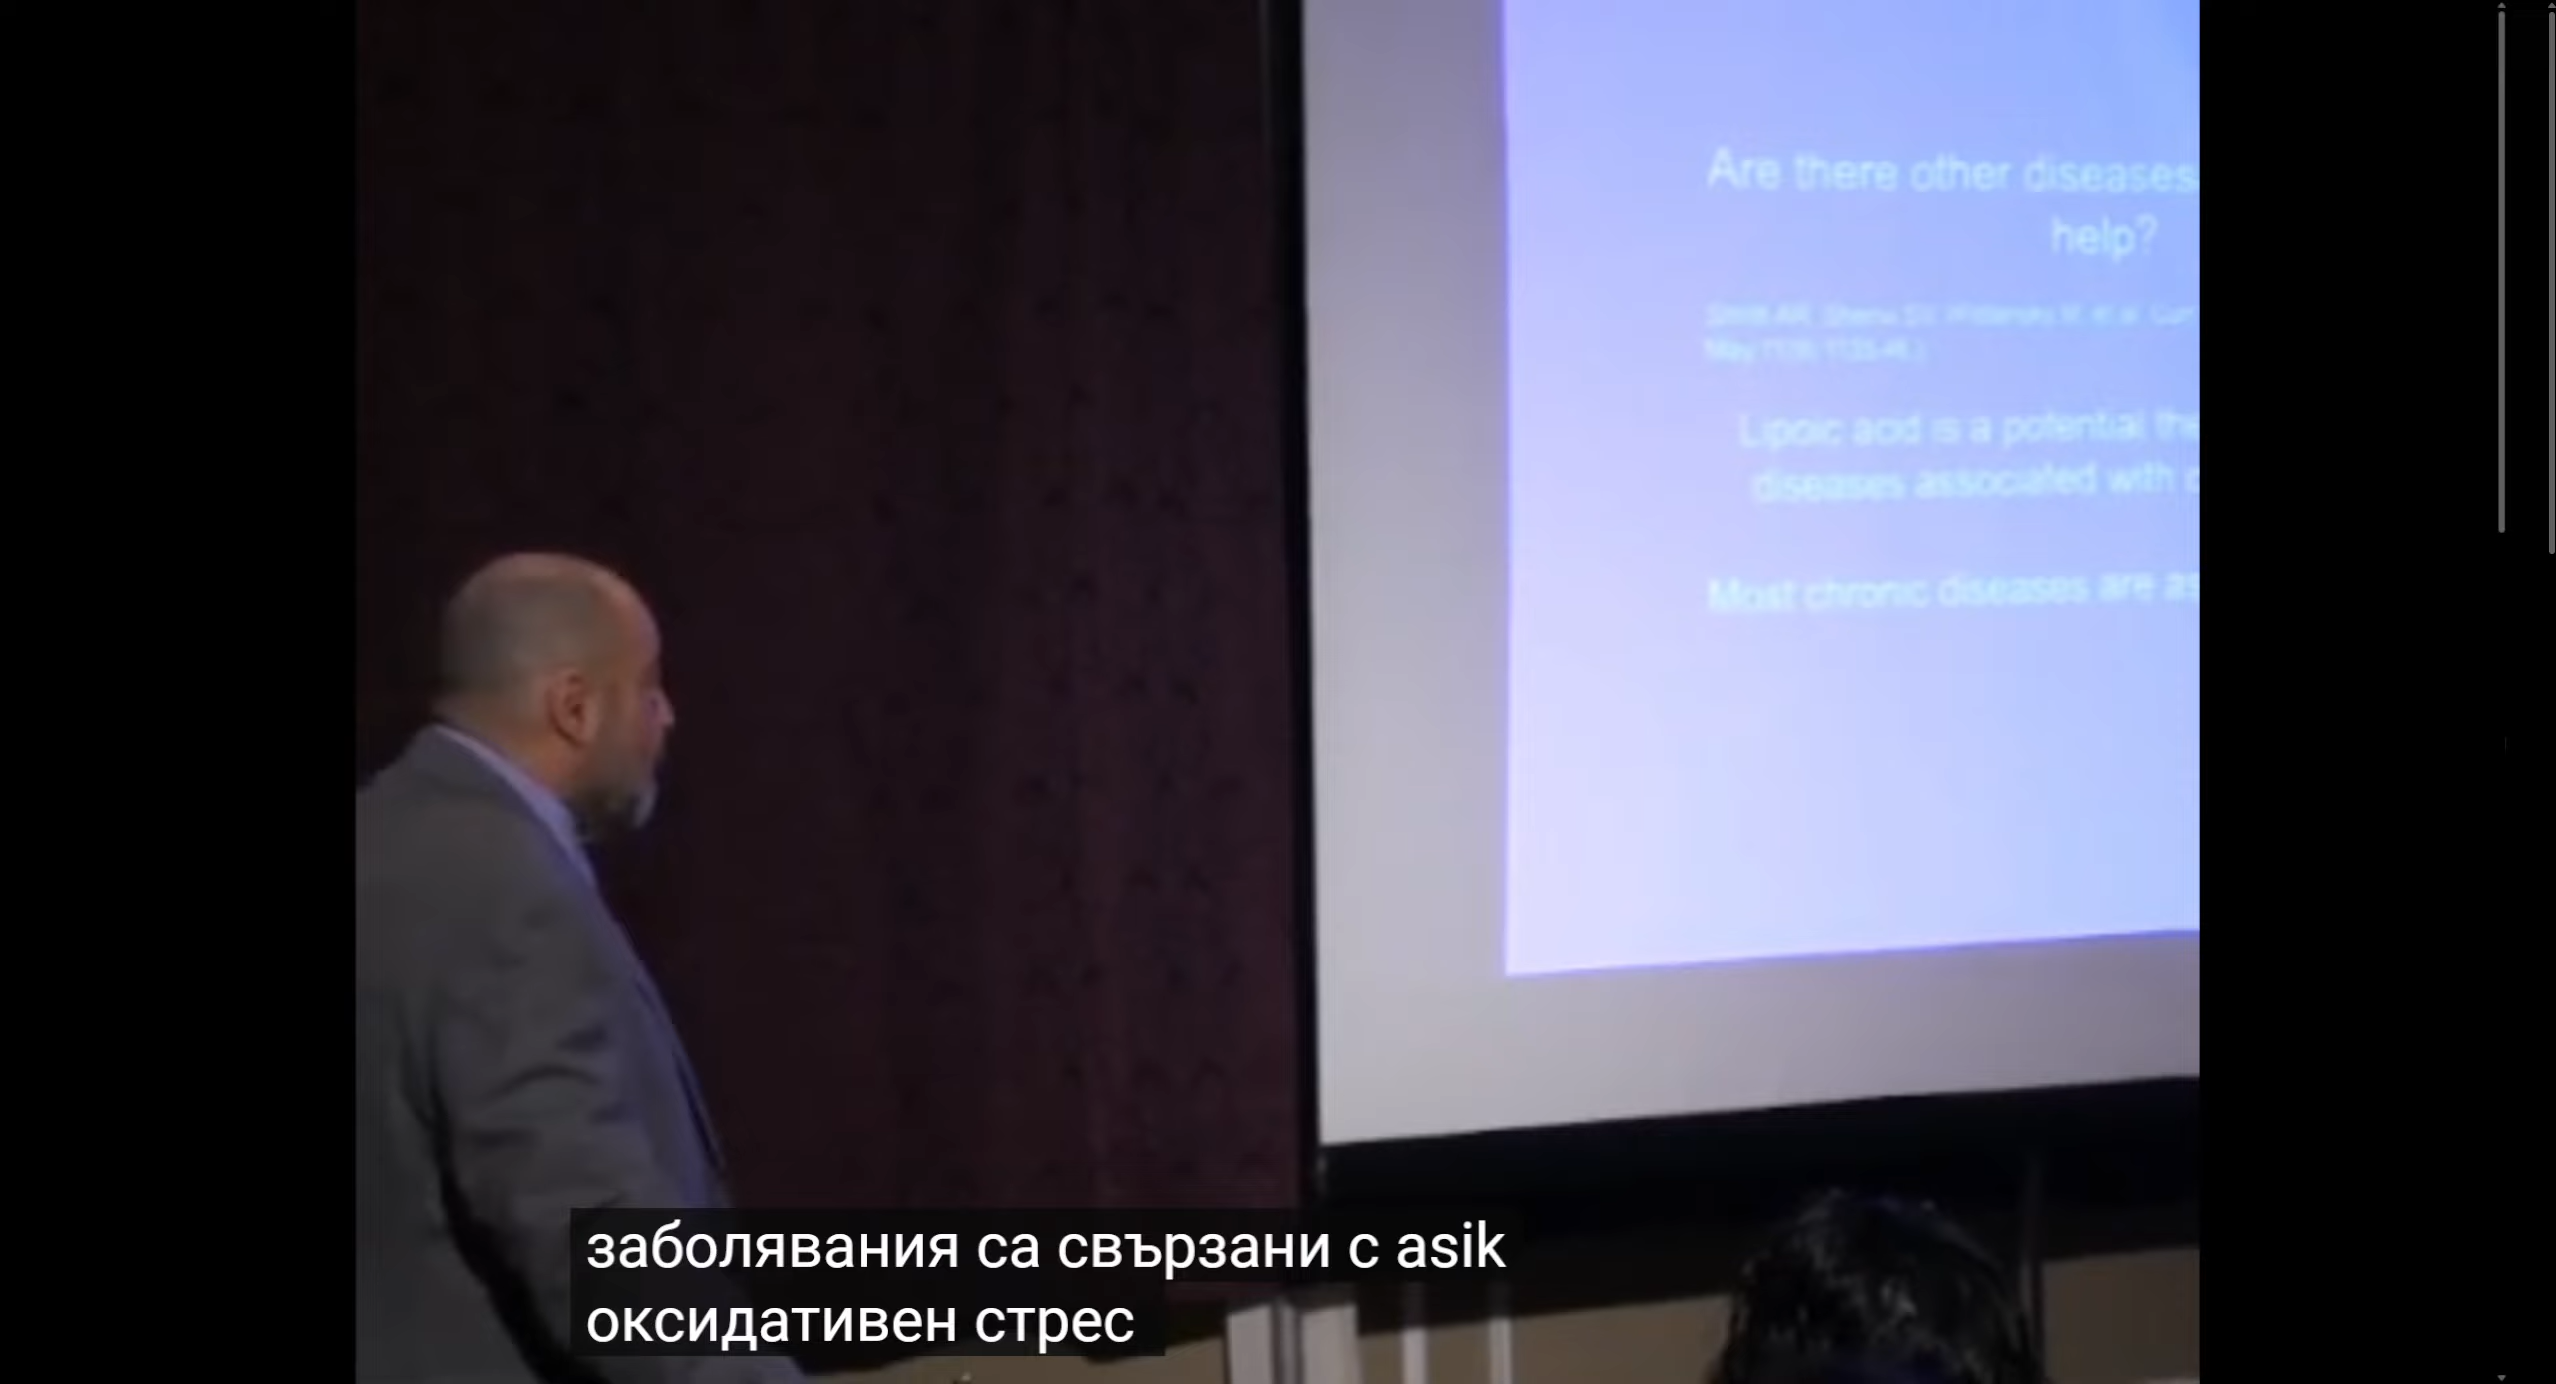 Are there other diseases
help?
Lipoic acid is a potential the
diseases associated with
Most chronic diseases are as
заболявания са свързани с asik
оксидативен стрес